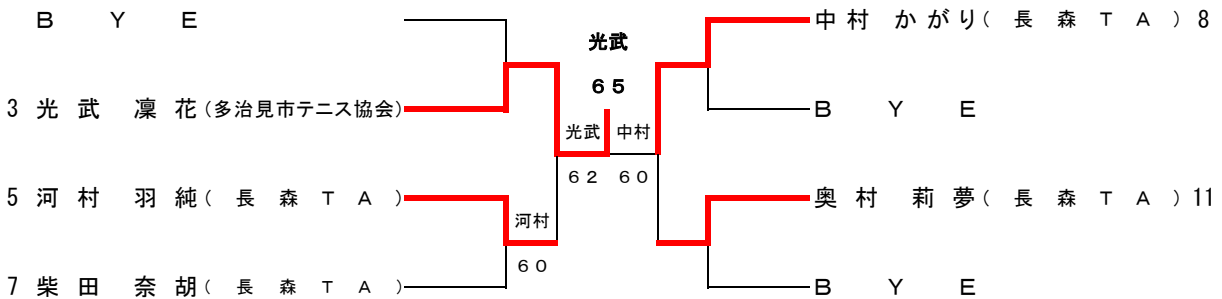 ＢＹＥ
中村 かがり(長森ＴＡ) 8
光武
６５
3 光武 凜花(多治見市テニス協会)
ＢＹＥ
光武 中村
６２ ６０
5 河村 羽純(長森ＴＡ)
奥村 莉夢(長森ＴＡ) 11
河村
６０
7 柴田 奈胡(長森ＴＡ)
ＢＹＥ